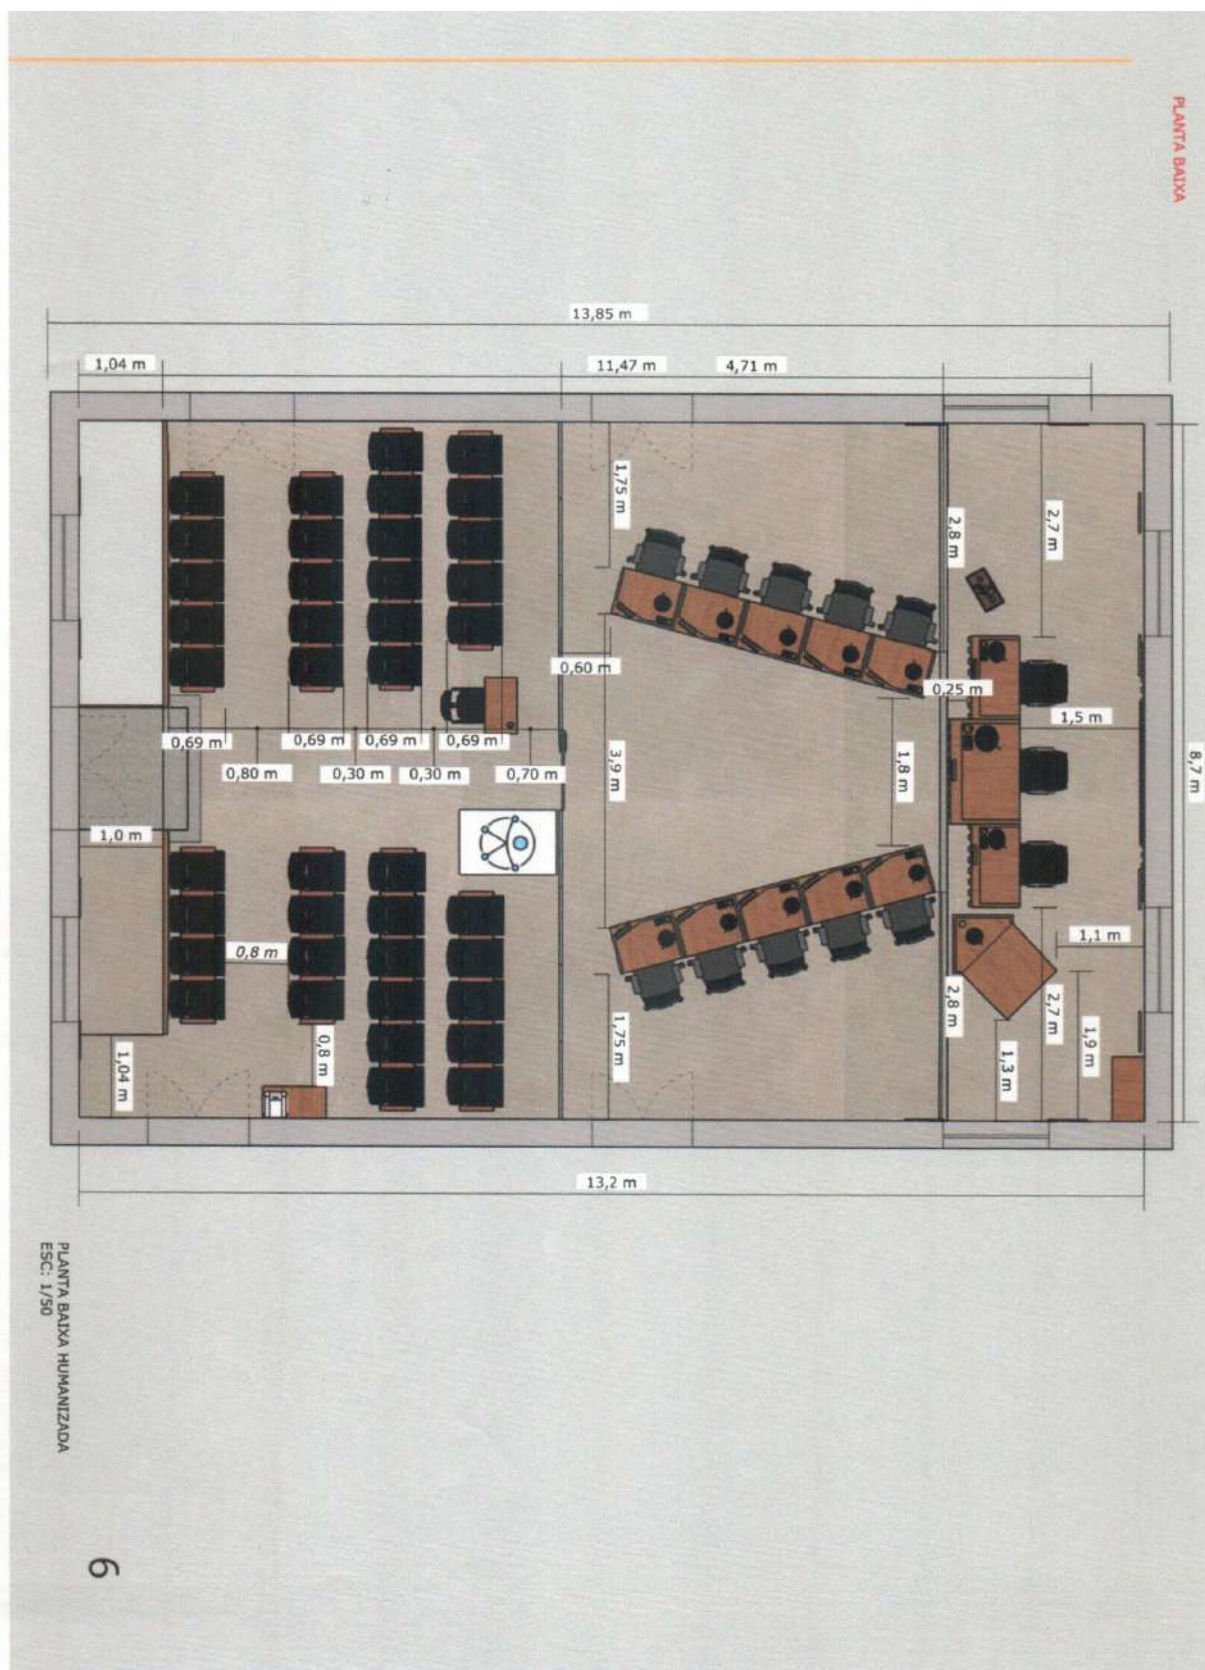 PLANTA BAIXA
13,85 m
1,04 m
11,47 m
4,71 m
1,75 m
2,8 m
2,7 m
0,60 m
0,25 m
1,5 m
8,7 m
0,69 m
0,69 m
0,69 m
0,69 m
0,80 m
0,30 m
0,30 m
0,70 m
3,9 m
1,8 m
1,0 m
0,8 m
1,1 m
2,8 m
2,7 m
1,9 m
1,04 m
0,8 m
1,75 m
1,3 m
13,2 m
PLANTA BAIXA HUMANIZADA
ESC: 1/50
6